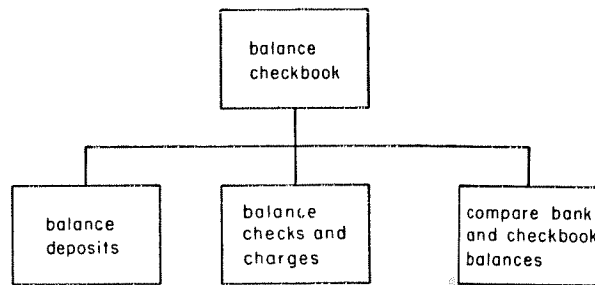 balance
checkbook
balance
deposits
balance
checks and
charges
compare bank
and checkbook
balances